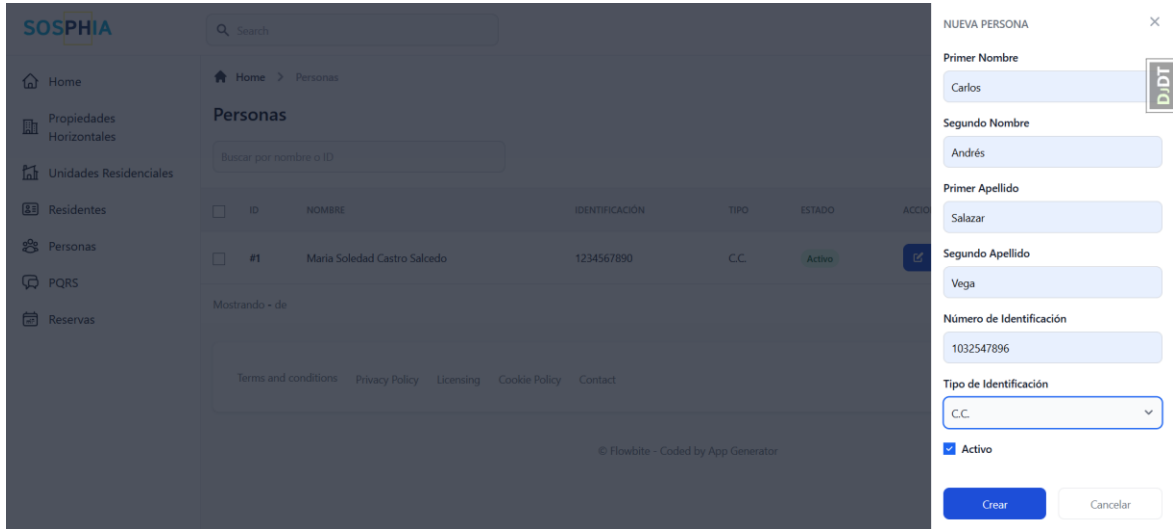 SOSPHIA
Search
Home
Propiedades
Horizontales
Unidades Residenciales
Residentes
Personas
PQRS
Reservas
Home > Personas
Personas
Buscar por nombre o ID
ID NOMBRE IDENTIFICACIÓN TIPO ESTADO ACCIO
#1 Maria Soledad Castro Salcedo 1234567890 C.C. Activo
Mostrando - de
Terms and conditions Privacy Policy Licensing Cookie Policy Contact
© Flowbite - Coded by App Generator
NUEVA PERSONA
Primer Nombre
Carlos
Segundo Nombre
Andrés
Primer Apellido
Salazar
Segundo Apellido
Vega
Número de Identificación
1032547896
Tipo de Identificación
C.C.
Activo
Crear Cancelar
DJDT